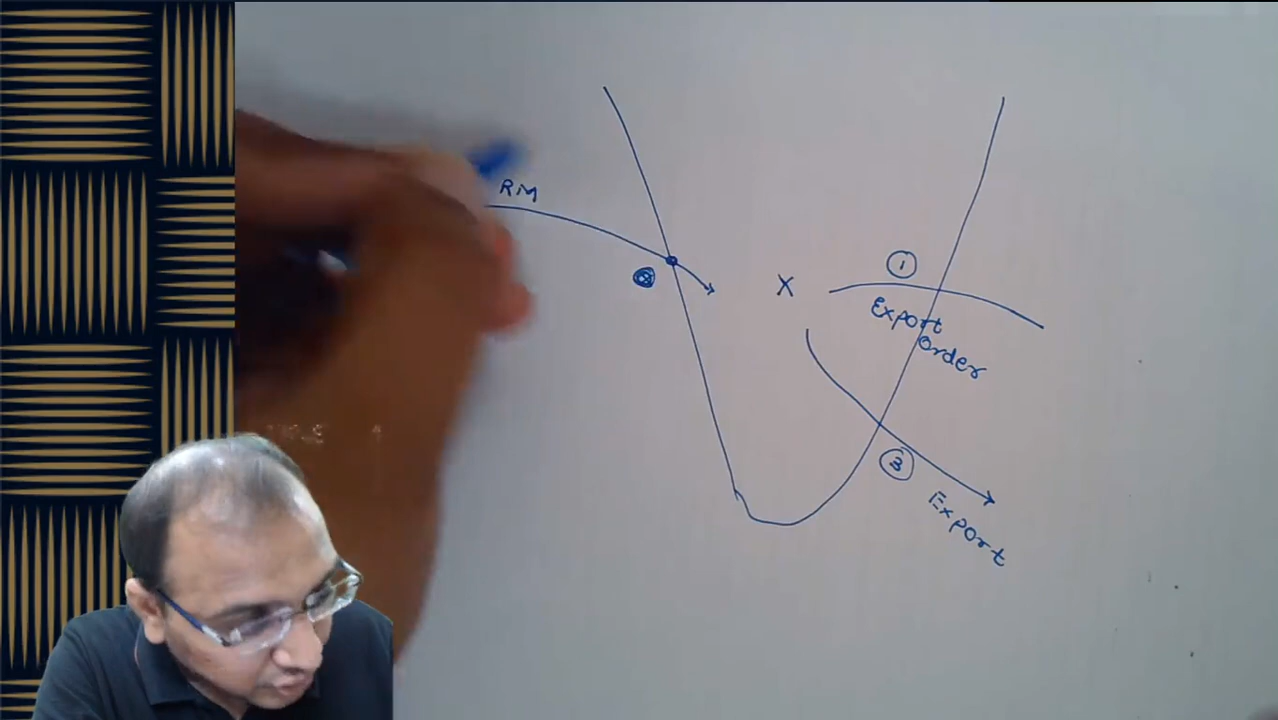 RM
X
①
Export
order
③
Export